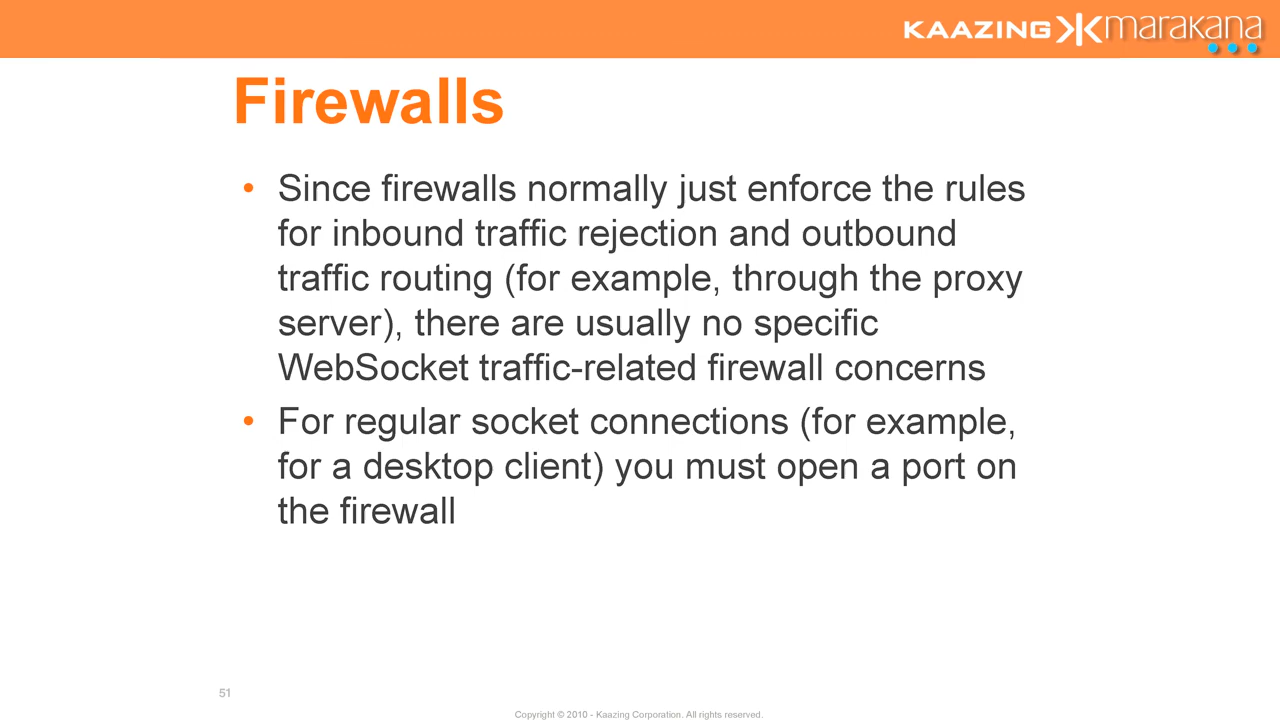 KAAZING marakana
Firewalls
• Since firewalls normally just enforce the rules
for inbound traffic rejection and outbound
traffic routing (for example, through the proxy
server), there are usually no specific
WebSocket traffic-related firewall concerns
• For regular socket connections (for example,
for a desktop client) you must open a port on
the firewall
51
Copyright © 2010 - Kaazing Corporation. All rights reserved.